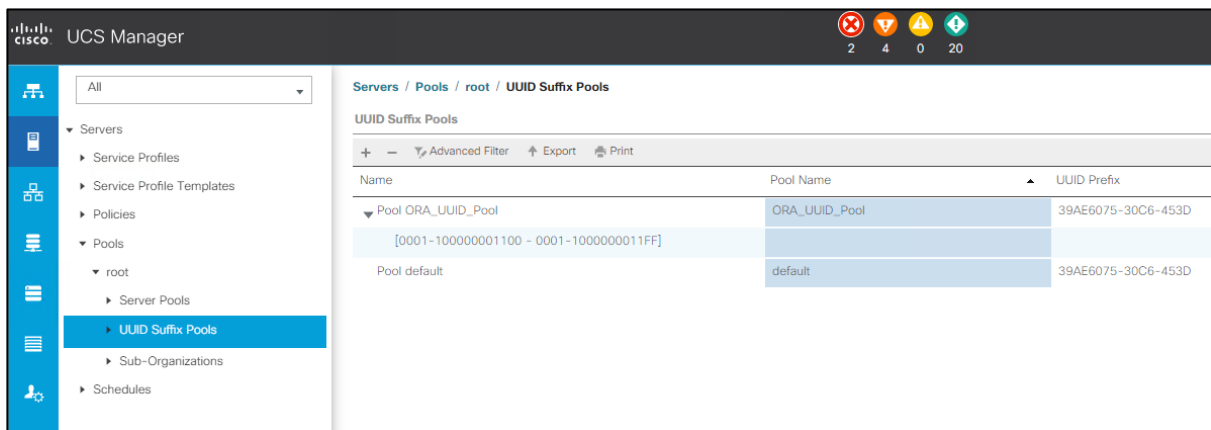 cisco. UCS Manager
2 4 0 20
All
Servers
Service Profiles
Service Profile Templates
Policies
Pools
root
Server Pools
UUID Suffix Pools
Sub-Organizations
Schedules
Servers / Pools / root / UUID Suffix Pools
UUID Suffix Pools
+ − Advanced Filter Export Print
Name Pool Name UUID Prefix
Pool ORA_UUID_Pool ORA_UUID_Pool 39AE6075-30C6-453D
[0001-100000001100 - 0001-1000000011FF]
Pool default default 39AE6075-30C6-453D